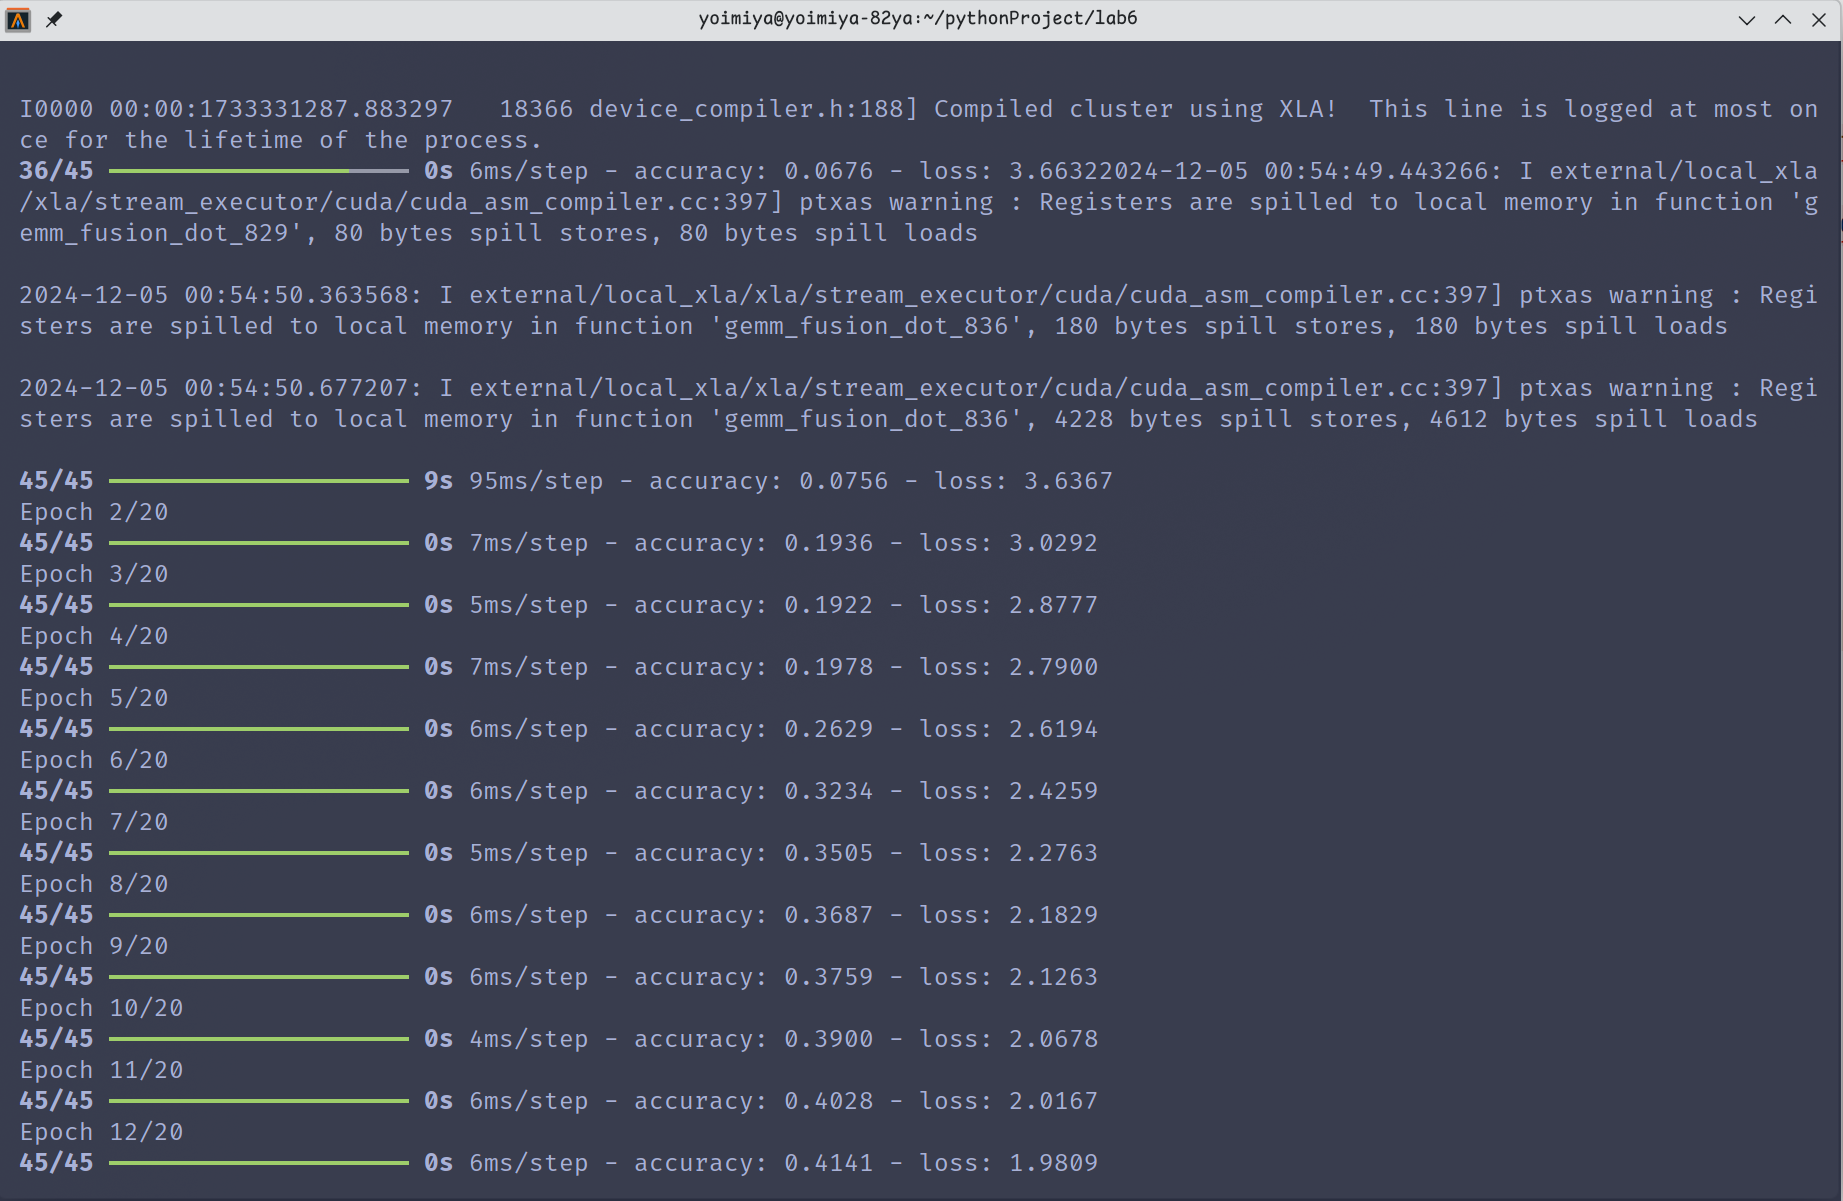 yoimiya@yoimiya-82ya:~/pythonProject/lab6
I0000 00:00:1733331287.883297   18366 device_compiler.h:188] Compiled cluster using XLA!  This line is logged at most on
ce for the lifetime of the process.
36/45 0s 6ms/step - accuracy: 0.0676 - loss: 3.66322024-12-05 00:54:49.443266: I external/local_xla
/xla/stream_executor/cuda/cuda_asm_compiler.cc:397] ptxas warning : Registers are spilled to local memory in function 'g
emm_fusion_dot_829', 80 bytes spill stores, 80 bytes spill loads
2024-12-05 00:54:50.363568: I external/local_xla/xla/stream_executor/cuda/cuda_asm_compiler.cc:397] ptxas warning : Regi
sters are spilled to local memory in function 'gemm_fusion_dot_836', 180 bytes spill stores, 180 bytes spill loads
2024-12-05 00:54:50.677207: I external/local_xla/xla/stream_executor/cuda/cuda_asm_compiler.cc:397] ptxas warning : Regi
sters are spilled to local memory in function 'gemm_fusion_dot_836', 4228 bytes spill stores, 4612 bytes spill loads
45/45 9s 95ms/step - accuracy: 0.0756 - loss: 3.6367
Epoch 2/20
45/45 0s 7ms/step - accuracy: 0.1936 - loss: 3.0292
Epoch 3/20
45/45 0s 5ms/step - accuracy: 0.1922 - loss: 2.8777
Epoch 4/20
45/45 0s 7ms/step - accuracy: 0.1978 - loss: 2.7900
Epoch 5/20
45/45 0s 6ms/step - accuracy: 0.2629 - loss: 2.6194
Epoch 6/20
45/45 0s 6ms/step - accuracy: 0.3234 - loss: 2.4259
Epoch 7/20
45/45 0s 5ms/step - accuracy: 0.3505 - loss: 2.2763
Epoch 8/20
45/45 0s 6ms/step - accuracy: 0.3687 - loss: 2.1829
Epoch 9/20
45/45 0s 6ms/step - accuracy: 0.3759 - loss: 2.1263
Epoch 10/20
45/45 0s 4ms/step - accuracy: 0.3900 - loss: 2.0678
Epoch 11/20
45/45 0s 6ms/step - accuracy: 0.4028 - loss: 2.0167
Epoch 12/20
45/45 0s 6ms/step - accuracy: 0.4141 - loss: 1.9809